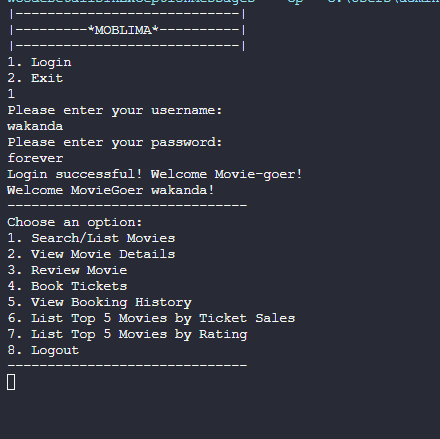 |----------------------------|
|---------*MOBLIMA*----------|
|----------------------------|
1. Login
2. Exit
1
Please enter your username:
wakanda
Please enter your password:
forever
Login successful! Welcome Movie-goer!
Welcome MovieGoer wakanda!
------------------------------
Choose an option:
1. Search/List Movies
2. View Movie Details
3. Review Movie
4. Book Tickets
5. View Booking History
6. List Top 5 Movies by Ticket Sales
7. List Top 5 Movies by Rating
8. Logout
------------------------------